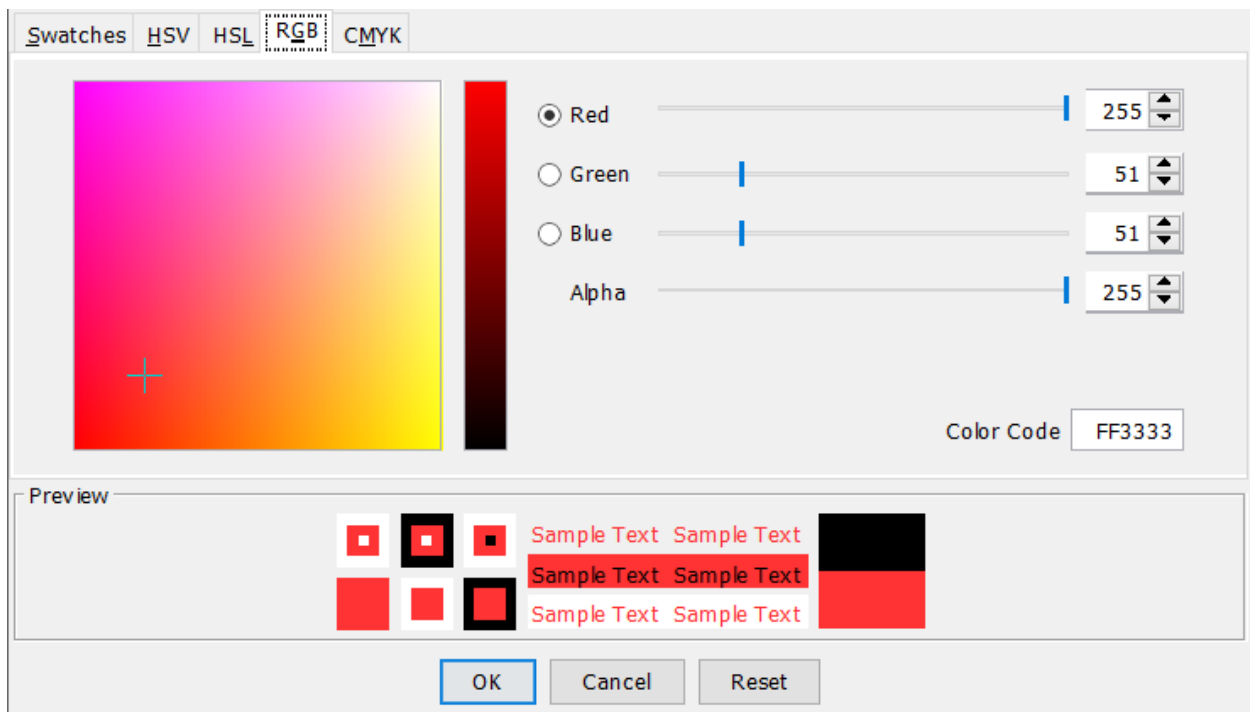 Swatches HSV HSL RGB CMYK
Red 255
Green 51
Blue 51
Alpha 255
Color Code FF3333
Preview
Sample Text Sample Text
Sample Text Sample Text
Sample Text Sample Text
OK Cancel Reset